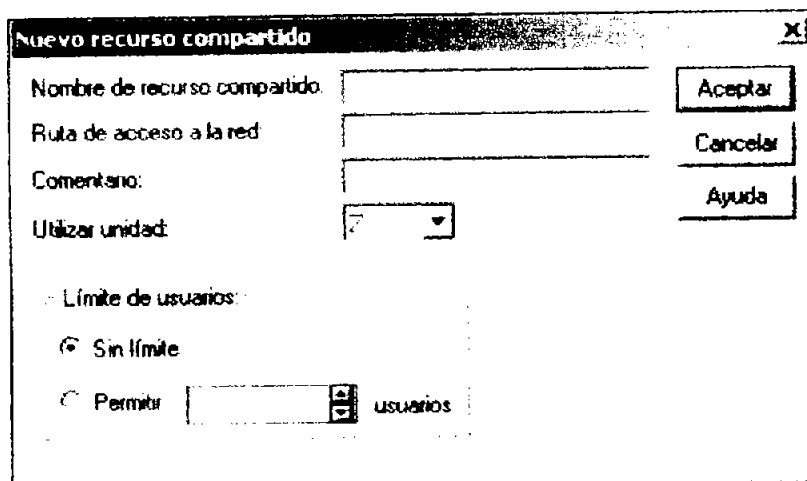 Nuevo recurso compartido
Nombre de recurso compartido:
Aceptar
Ruta de acceso a la red:
Cancelar
Comentario:
Ayuda
Utilizar unidad:
Z
Límite de usuarios:
Sin límite
Permitir
usuarios